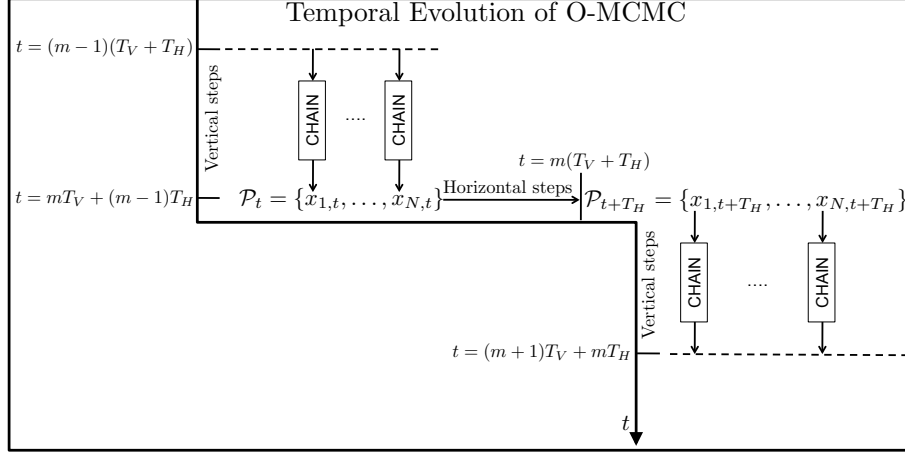 Temporal Evolution of O-MCMC
t = (m − 1)(T_V + T_H)
Vertical steps
CHAIN
....
CHAIN
t = m(T_V + T_H)
t = mT_V + (m − 1)T_H
𝒫_t = {x_{1,t}, . . . , x_{N,t}}
Horizontal steps
𝒫_{t+T_H} = {x_{1,t+T_H}, . . . , x_{N,t+T_H}}
Vertical steps
CHAIN
....
CHAIN
t = (m + 1)T_V + mT_H
t